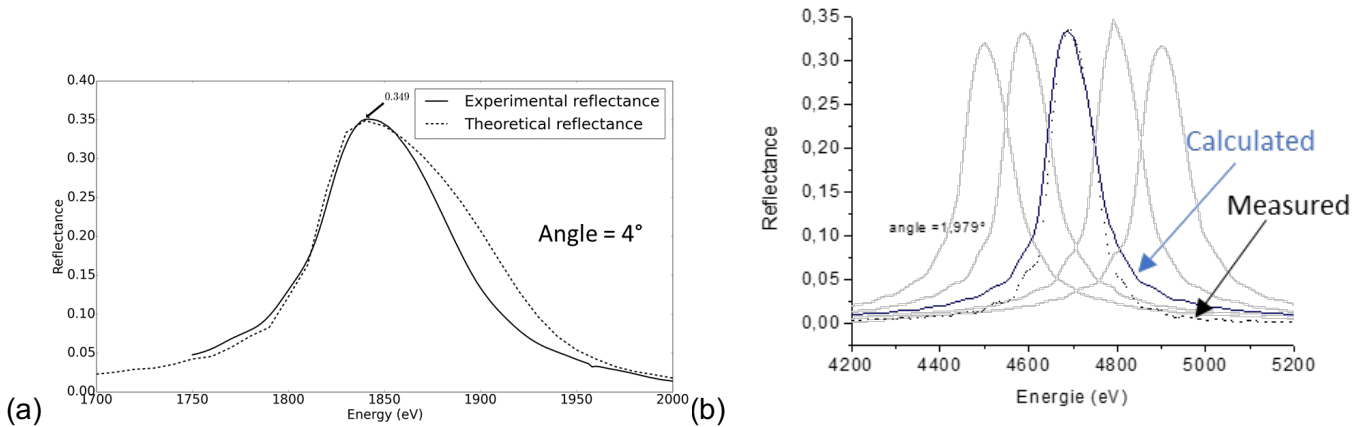 0.40
0.35
0.30
0.25
0.20
0.15
0.10
0.05
0.00
Reflectance
0.349
Experimental reflectance
Theoretical reflectance
Angle = 4°
1700 1750 1800 1850 1900 1950 2000
Energy (eV)
(a)
0,35
0,30
0,25
0,20
0,15
0,10
0,05
0,00
Reflectance
angle =1,979°
Calculated
Measured
4200 4400 4600 4800 5000 5200
Energie (eV)
(b)